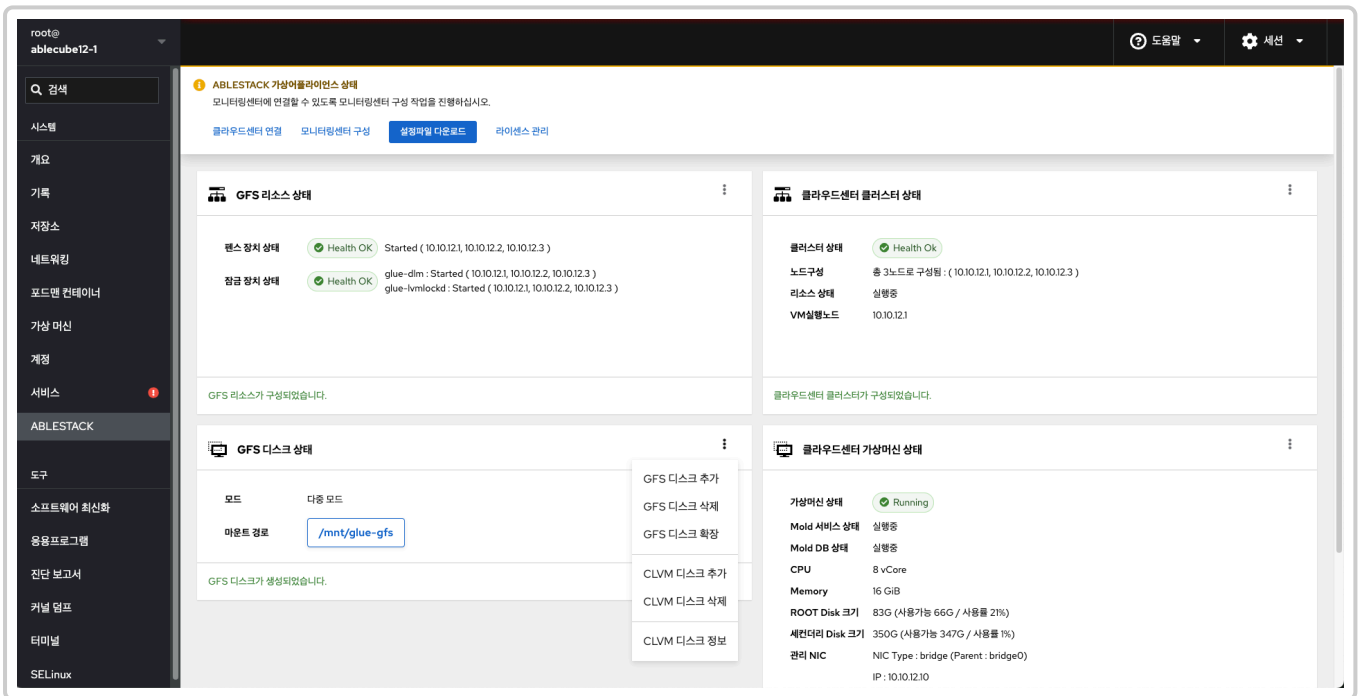 root@
ablecube12-1
도움말
세션
검색
시스템
개요
기록
저장소
네트워킹
포드맨 컨테이너
가상 머신
계정
서비스
ABLESTACK
도구
소프트웨어 최신화
응용프로그램
진단 보고서
커널 덤프
터미널
SELinux
ABLESTACK 가상어플라이언스 상태
모니터링센터에 연결할 수 있도록 모니터링센터 구성 작업을 진행하십시오.
클라우드센터 연결 모니터링센터 구성 설정파일 다운로드 라이센스 관리
GFS 리소스 상태
펜스 장치 상태 Health OK Started ( 10.10.12.1, 10.10.12.2, 10.10.12.3 )
잠금 장치 상태 Health OK glue-dlm : Started ( 10.10.12.1, 10.10.12.2, 10.10.12.3 )
glue-lvmlockd : Started ( 10.10.12.1, 10.10.12.2, 10.10.12.3 )
GFS 리소스가 구성되었습니다.
클라우드센터 클러스터 상태
클러스터 상태 Health Ok
노드구성 총 3노드로 구성됨 : ( 10.10.12.1, 10.10.12.2, 10.10.12.3 )
리소스 상태 실행중
VM실행노드 10.10.12.1
클라우드센터 클러스터가 구성되었습니다.
GFS 디스크 상태
모드 다중 모드
마운트 경로 /mnt/glue-gfs
GFS 디스크가 생성되었습니다.
GFS 디스크 추가
GFS 디스크 삭제
GFS 디스크 확장
CLVM 디스크 추가
CLVM 디스크 삭제
CLVM 디스크 정보
클라우드센터 가상머신 상태
가상머신 상태 Running
Mold 서비스 상태 실행중
Mold DB 상태 실행중
CPU 8 vCore
Memory 16 GiB
ROOT Disk 크기 83G (사용가능 66G / 사용률 21%)
세컨더리 Disk 크기 350G (사용가능 347G / 사용률 1%)
관리 NIC NIC Type : bridge (Parent : bridge0)
IP : 10.10.12.10